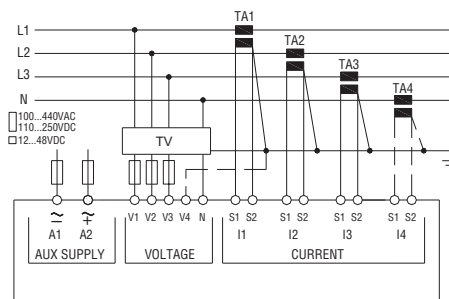 TA1
L1
TA2
L2
TA3
L3
TA4
N
100...440VAC
110...250VDC
12...48VDC
TV
V1 V2 V3 V4 N S1 S2 S1 S2 S1 S2 S1 S2
A1 A2 I1 I2 I3 I4
AUX SUPPLY VOLTAGE CURRENT